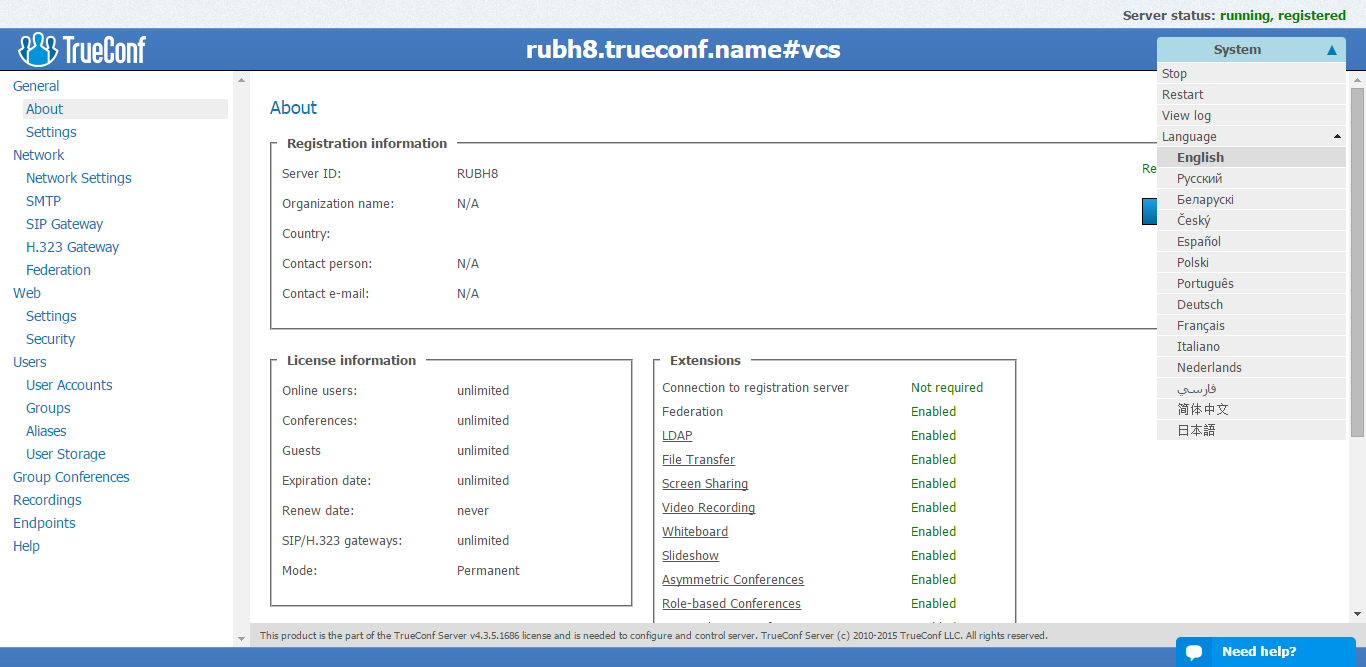 Server status: running, registered
TrueConf
rubh8.trueconf.name#vcs
System
Stop
Restart
View log
Language
English
Русский
Беларускі
Český
Español
Polski
Português
Deutsch
Français
Italiano
Nederlands
فارسي
简体中文
日本語
General
About
Settings
Network
Network Settings
SMTP
SIP Gateway
H.323 Gateway
Federation
Web
Settings
Security
Users
User Accounts
Groups
Aliases
User Storage
Group Conferences
Recordings
Endpoints
Help
About
Registration information
Server ID: RUBH8
Re
Organization name: N/A
Country:
Contact person: N/A
Contact e-mail: N/A
License information
Online users: unlimited
Conferences: unlimited
Guests unlimited
Expiration date: unlimited
Renew date: never
SIP/H.323 gateways: unlimited
Mode: Permanent
Extensions
Connection to registration server Not required
Federation Enabled
LDAP Enabled
File Transfer Enabled
Screen Sharing Enabled
Video Recording Enabled
Whiteboard Enabled
Slideshow Enabled
Asymmetric Conferences Enabled
Role-based Conferences Enabled
This product is the part of the TrueConf Server v4.3.5.1686 license and is needed to configure and control server. TrueConf Server (c) 2010-2015 TrueConf LLC. All rights reserved.
Need help?